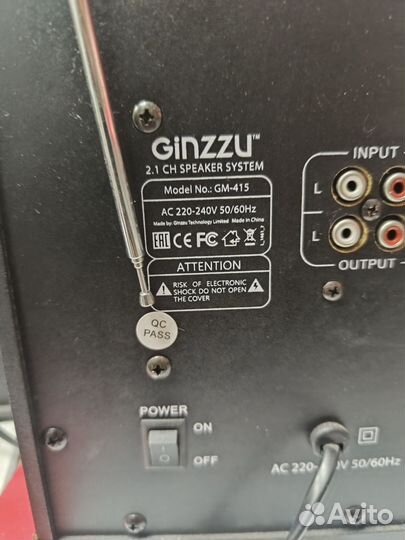 GINZZU™
2.1 CH SPEAKER SYSTEM
Model No.: GM-415
AC 220-240V 50/60Hz
Made by: Ginzzu Technology Limited Made in China
EAC CE FC
ATTENTION
RISK OF ELECTRONIC
SHOCK DO NOT OPEN
THE COVER
QC
PASS
INPUT
L
L
OUTPUT
POWER
ON
OFF
AC 220-240V 50/60Hz
Avito